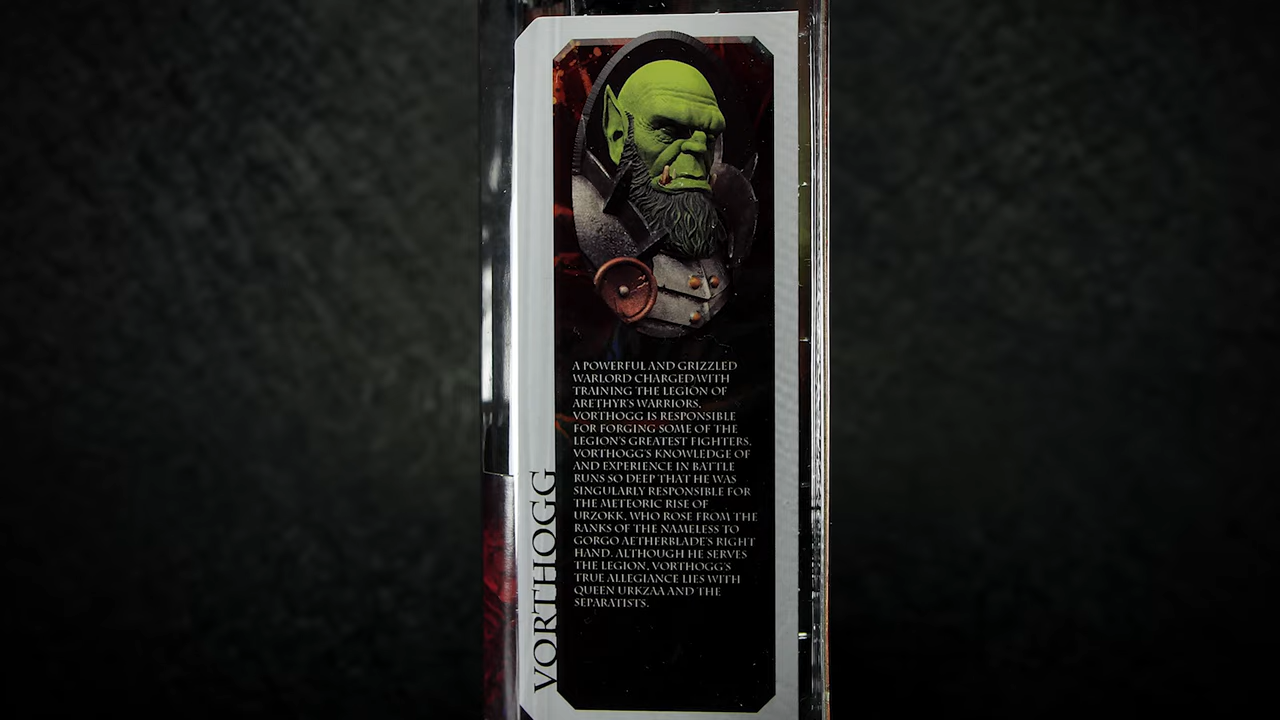 VORTHOGG
A POWERFUL AND GRIZZLED
WARLORD CHARGED WITH
TRAINING THE LEGION OF
ARETHYR'S WARRIORS,
VORTHOGG IS RESPONSIBLE
FOR FORGING SOME OF THE
LEGION'S GREATEST FIGHTERS.
VORTHOGG'S KNOWLEDGE OF
AND EXPERIENCE IN BATTLE
RUNS SO DEEP THAT HE WAS
SINGULARLY RESPONSIBLE FOR
THE METEORIC RISE OF
URZOKK, WHO ROSE FROM THE
RANKS OF THE NAMELESS TO
GORGO AETHERBLADE'S RIGHT
HAND. ALTHOUGH HE SERVES
THE LEGION, VORTHOGG'S
TRUE ALLEGIANCE LIES WITH
QUEEN URKZAA AND THE
SEPARATISTS.